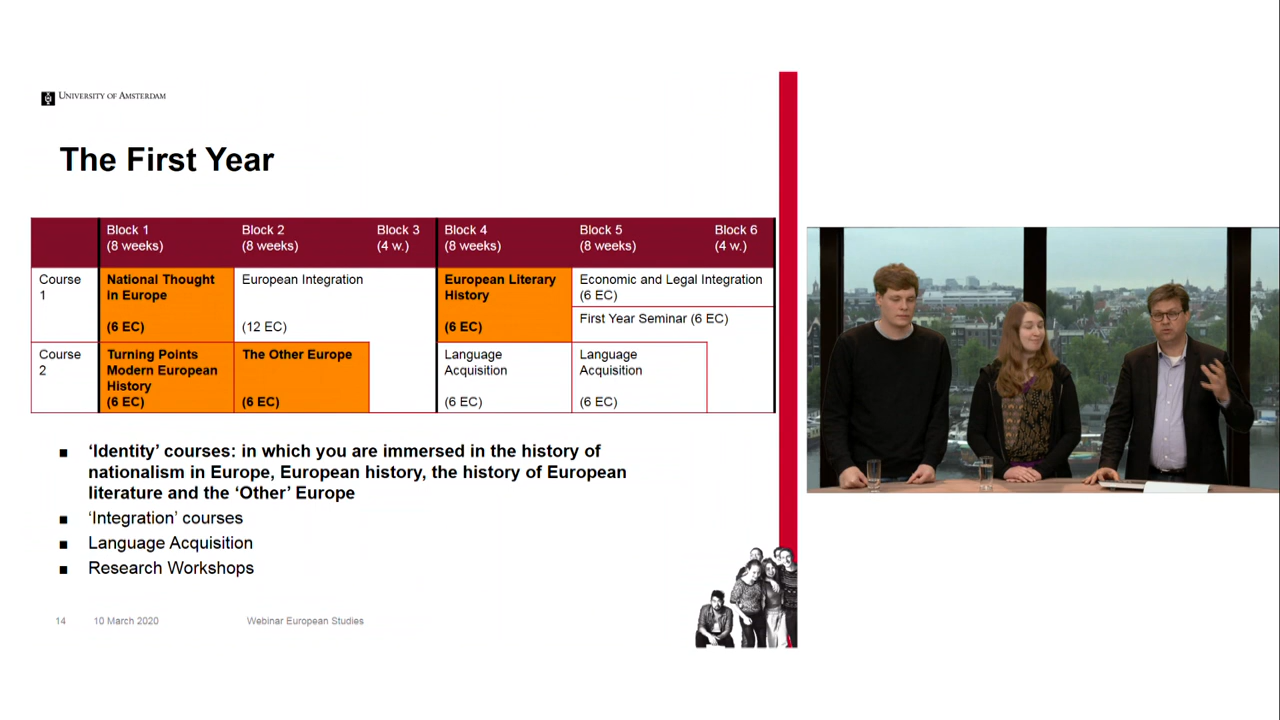 UNIVERSITY OF AMSTERDAM
The First Year
Block 1
(8 weeks)
Block 2
(8 weeks)
Block 3
(4 w.)
Block 4
(8 weeks)
Block 5
(8 weeks)
Block 6
(4 w.)
Course
1
National Thought
In Europe
(6 EC)
European Integration
(12 EC)
European Literary
History
(6 EC)
Economic and Legal Integration
(6 EC)
First Year Seminar (6 EC)
Course
2
Turning Points
Modern European
History
(6 EC)
The Other Europe
(6 EC)
Language
Acquisition
(6 EC)
Language
Acquisition
(6 EC)
■ ‘Identity’ courses: in which you are immersed in the history of
nationalism in Europe, European history, the history of European
literature and the ‘Other’ Europe
■ ‘Integration’ courses
■ Language Acquisition
■ Research Workshops
14 10 March 2020 Webinar European Studies